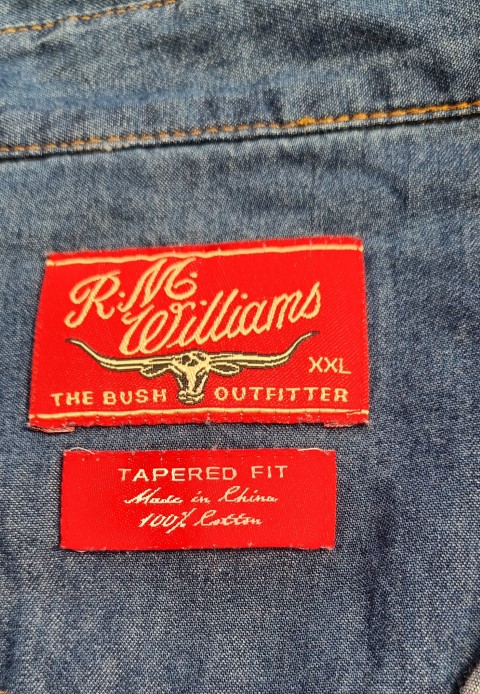 R.M.
Williams
XXL
THE BUSH OUTFITTER
TAPERED FIT
Made in China
100% Cotton